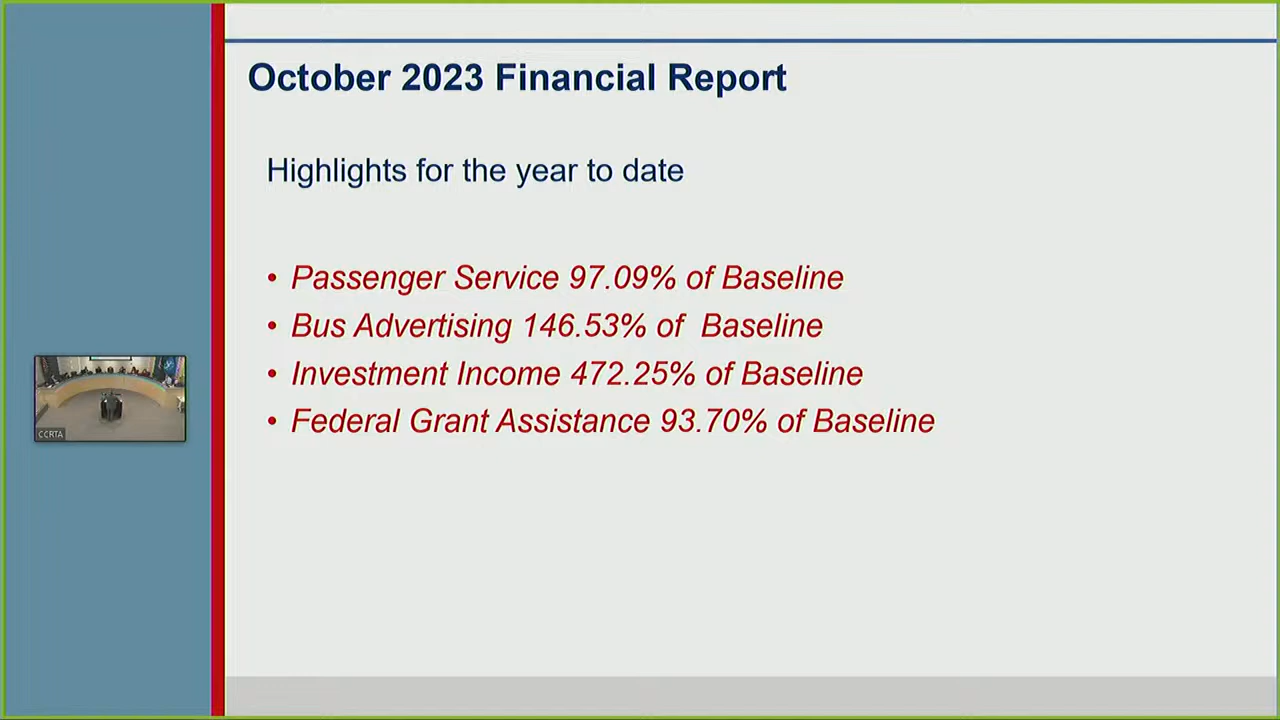 October 2023 Financial Report
Highlights for the year to date
• Passenger Service 97.09% of Baseline
• Bus Advertising 146.53% of Baseline
• Investment Income 472.25% of Baseline
• Federal Grant Assistance 93.70% of Baseline
CCRTA